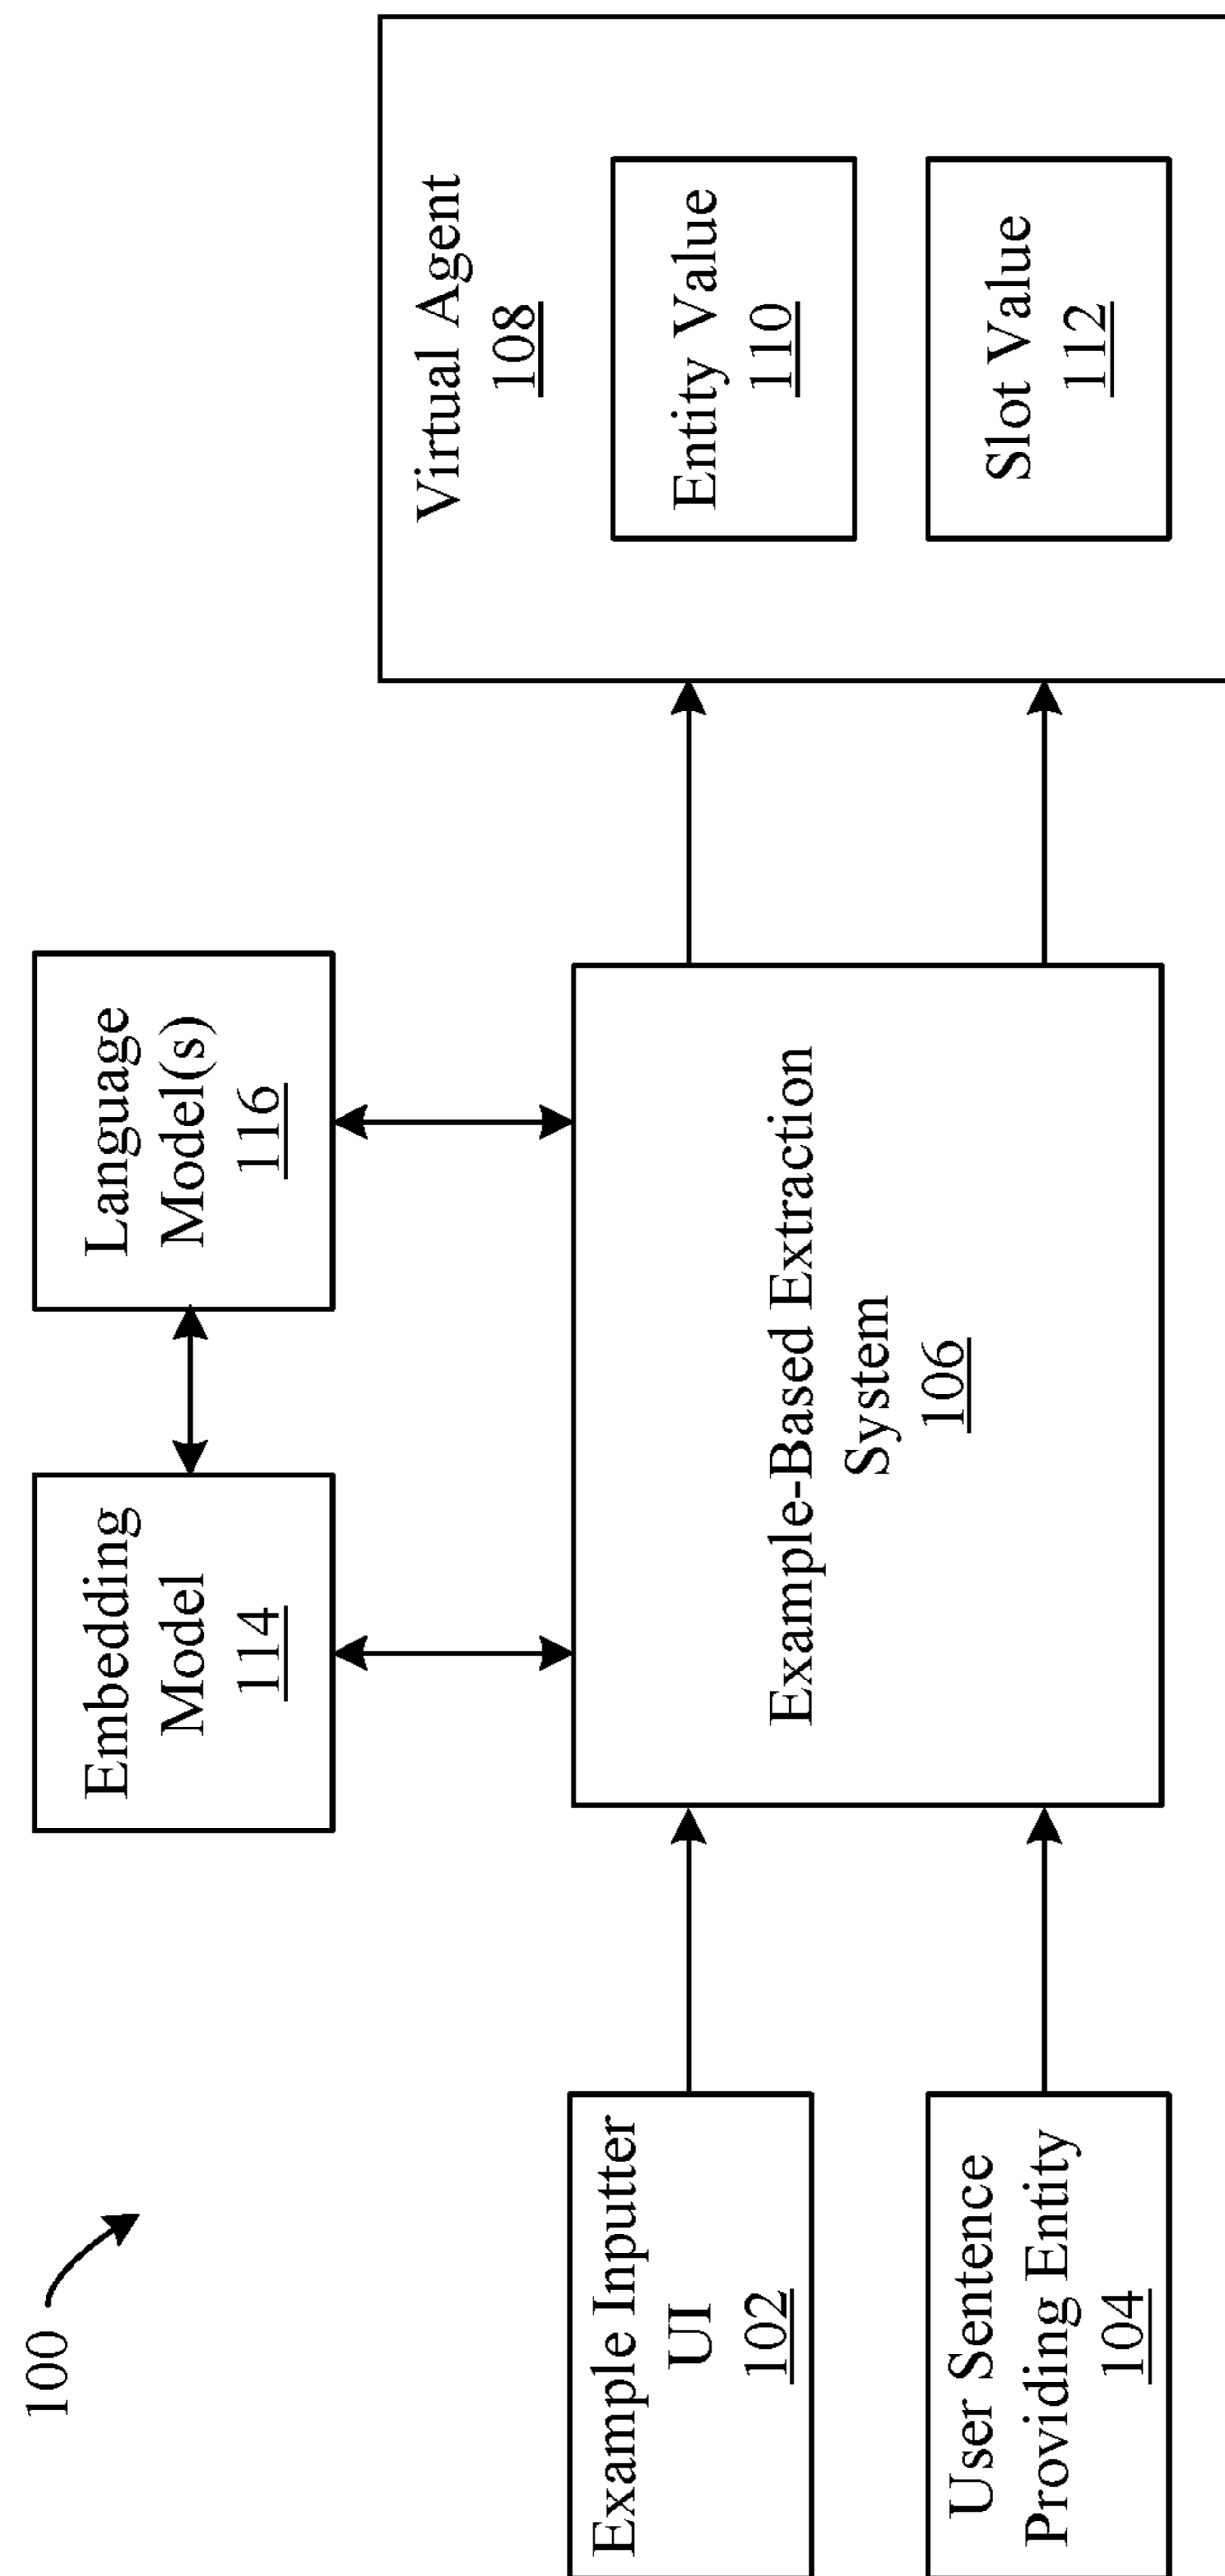 100
Embedding
Model
114
Language
Model(s)
116
Example Inputter
UI
102
User Sentence
Providing Entity
104
Example-Based Extraction
System
106
Virtual Agent
108
Entity Value
110
Slot Value
112